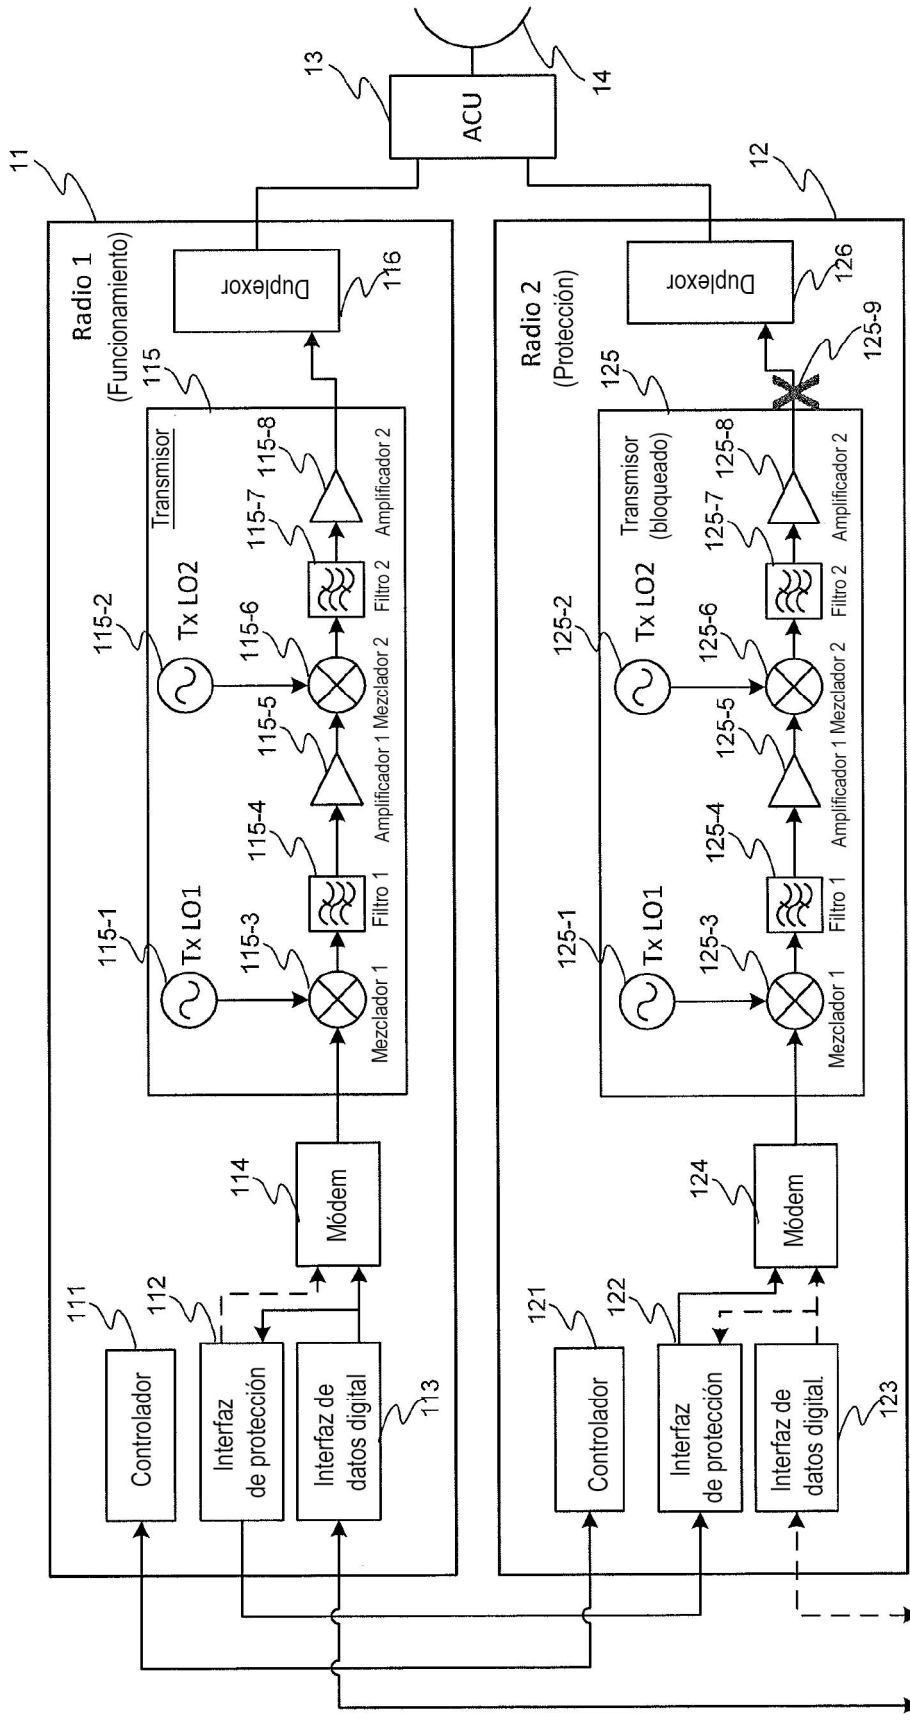 11
Radio 1
(Funcionamiento)
111
Controlador
112
Interfaz
de protección
Interfaz de
datos digital
113
114
Módem
115
Transmisor
115-1
Tx LO1
115-2
Tx LO2
115-3
Mezclador 1
115-4
Filtro 1
115-5
Amplificador 1
115-6
Mezclador 2
115-7
Filtro 2
115-8
Amplificador 2
Duplexor
116
13
ACU
14
12
Radio 2
(Protección)
121
Controlador
122
Interfaz
de protección
Interfaz de
datos digital.
123
124
Módem
125
Transmisor
(bloqueado)
125-1
Tx LO1
125-2
Tx LO2
125-3
Mezclador 1
125-4
Filtro 1
125-5
Amplificador 1
125-6
Mezclador 2
125-7
Filtro 2
125-8
Amplificador 2
125-9
Duplexor
126